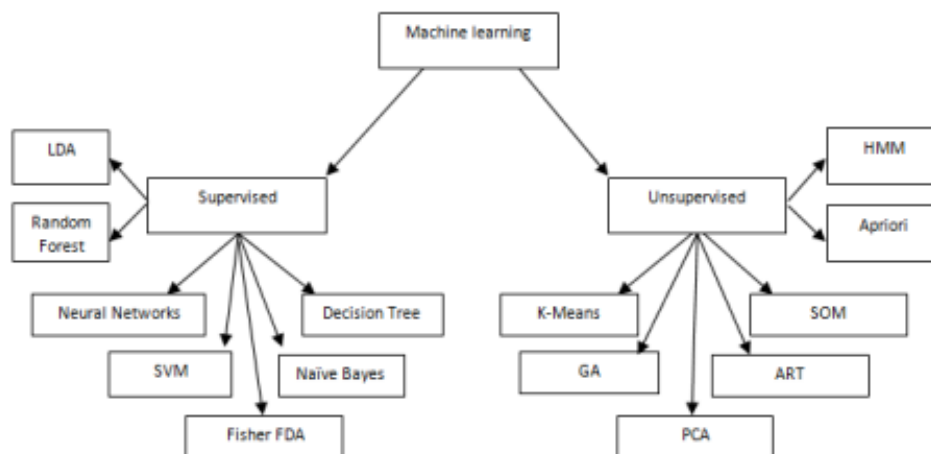 Machine learning
LDA
HMM
Supervised
Unsupervised
Random
Forest
Apriori
Neural Networks
Decision Tree
K-Means
SOM
SVM
Naïve Bayes
GA
ART
Fisher FDA
PCA